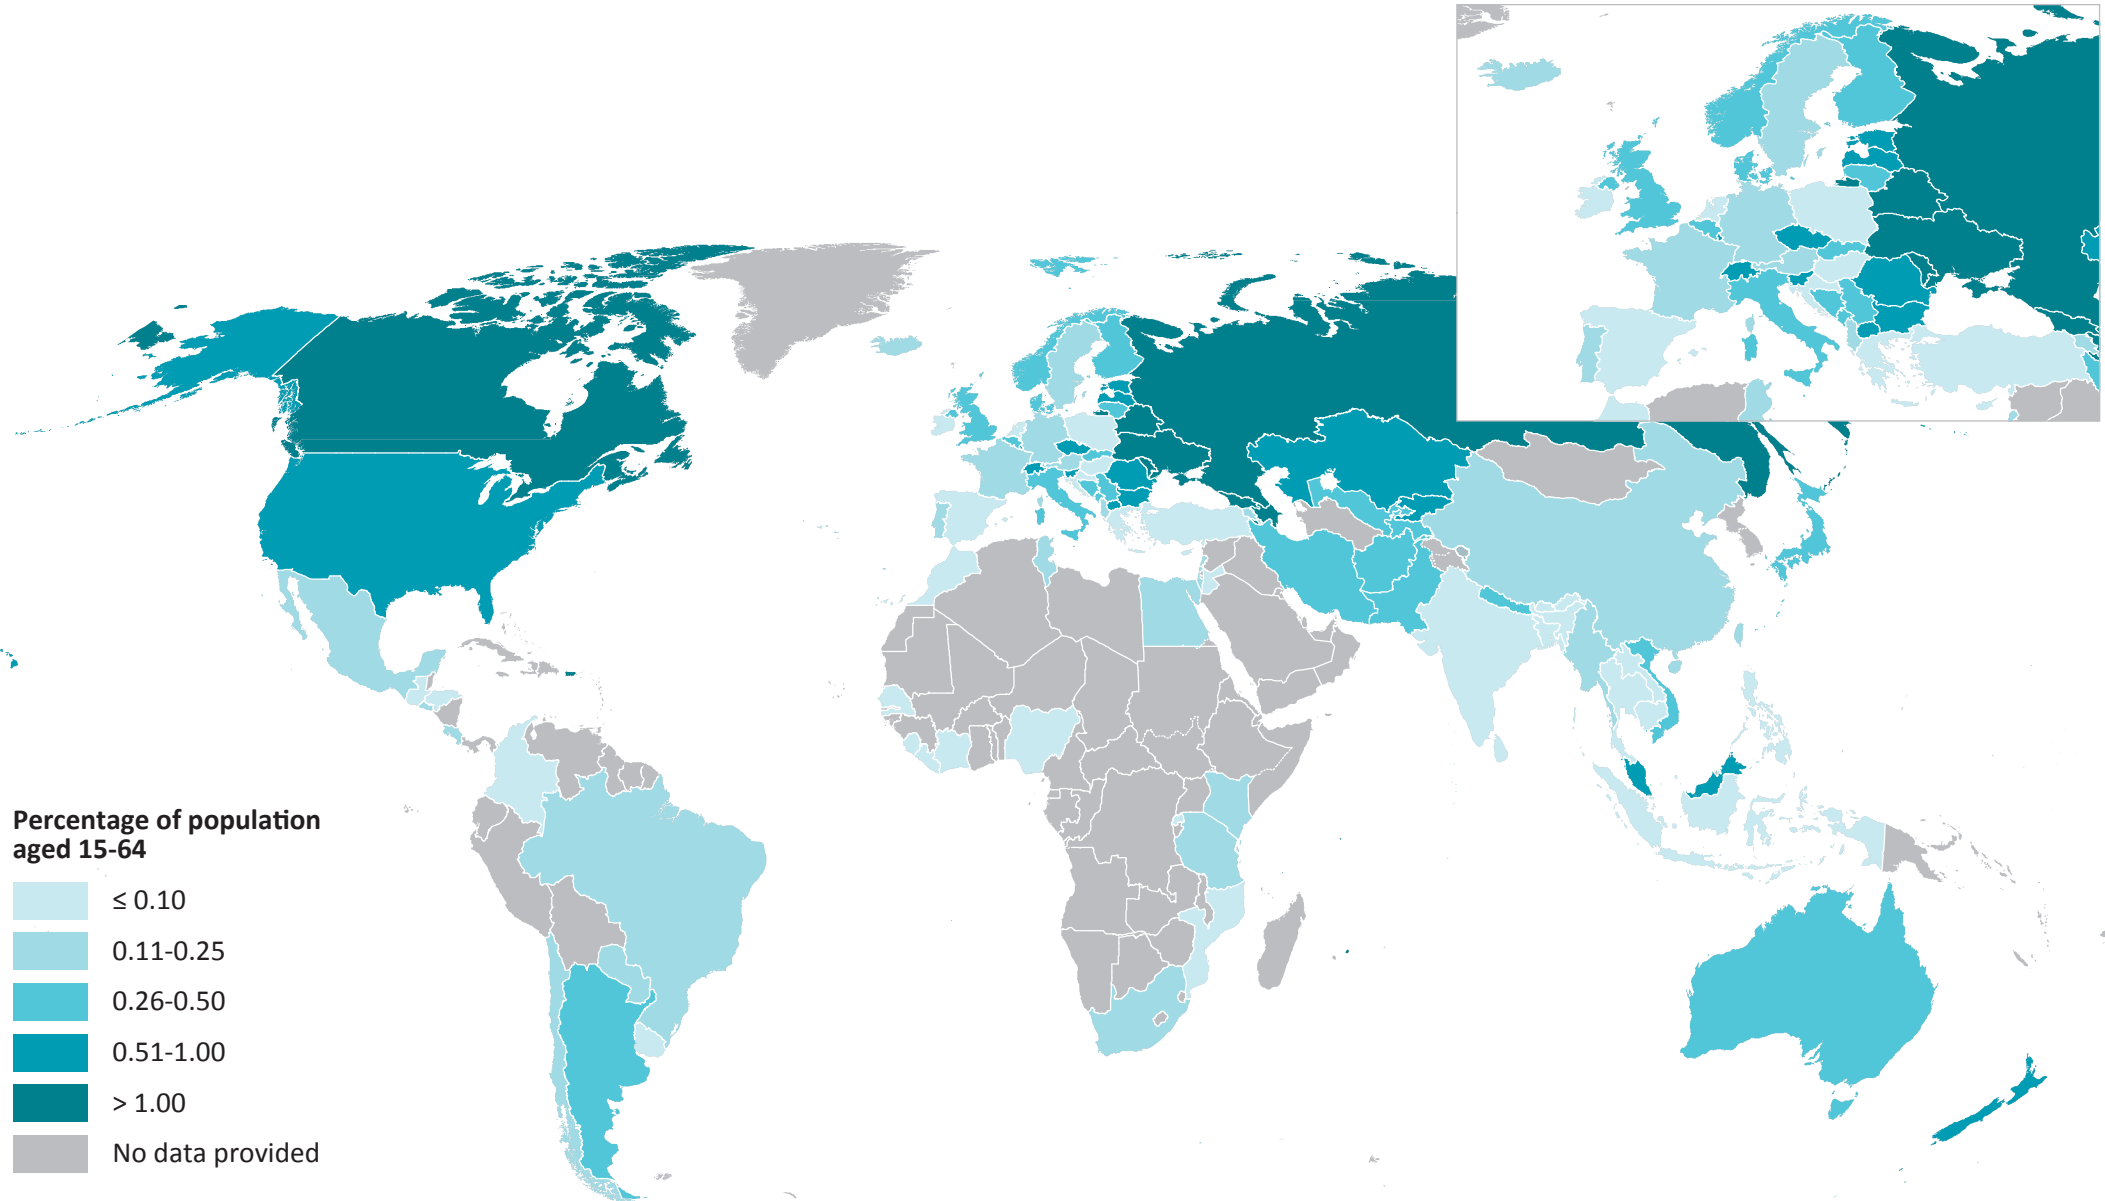 Percentage of population
aged 15-64
≤ 0.10
0.11-0.25
0.26-0.50
0.51-1.00
> 1.00
No data provided